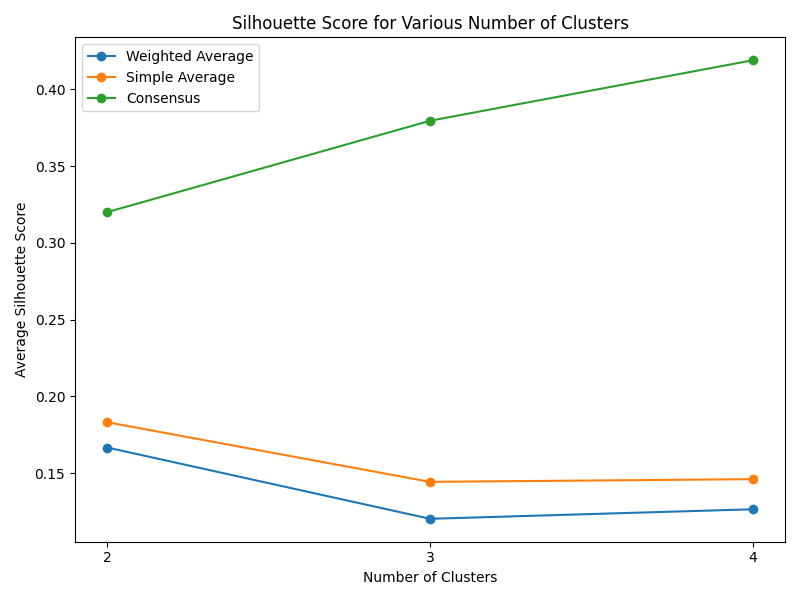 Silhouette Score for Various Number of Clusters
Weighted Average
Simple Average
Consensus
Average Silhouette Score
0.40
0.35
0.30
0.25
0.20
0.15
2
3
4
Number of Clusters